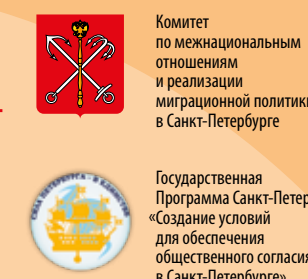 Комитет
по межнациональным
отношениям
и реализации
миграционной политики
в Санкт-Петербурге
Государственная
Программа Санкт-Петер
«Создание условий
для обеспечения
общественного согласия
в Санкт-Петербурге»